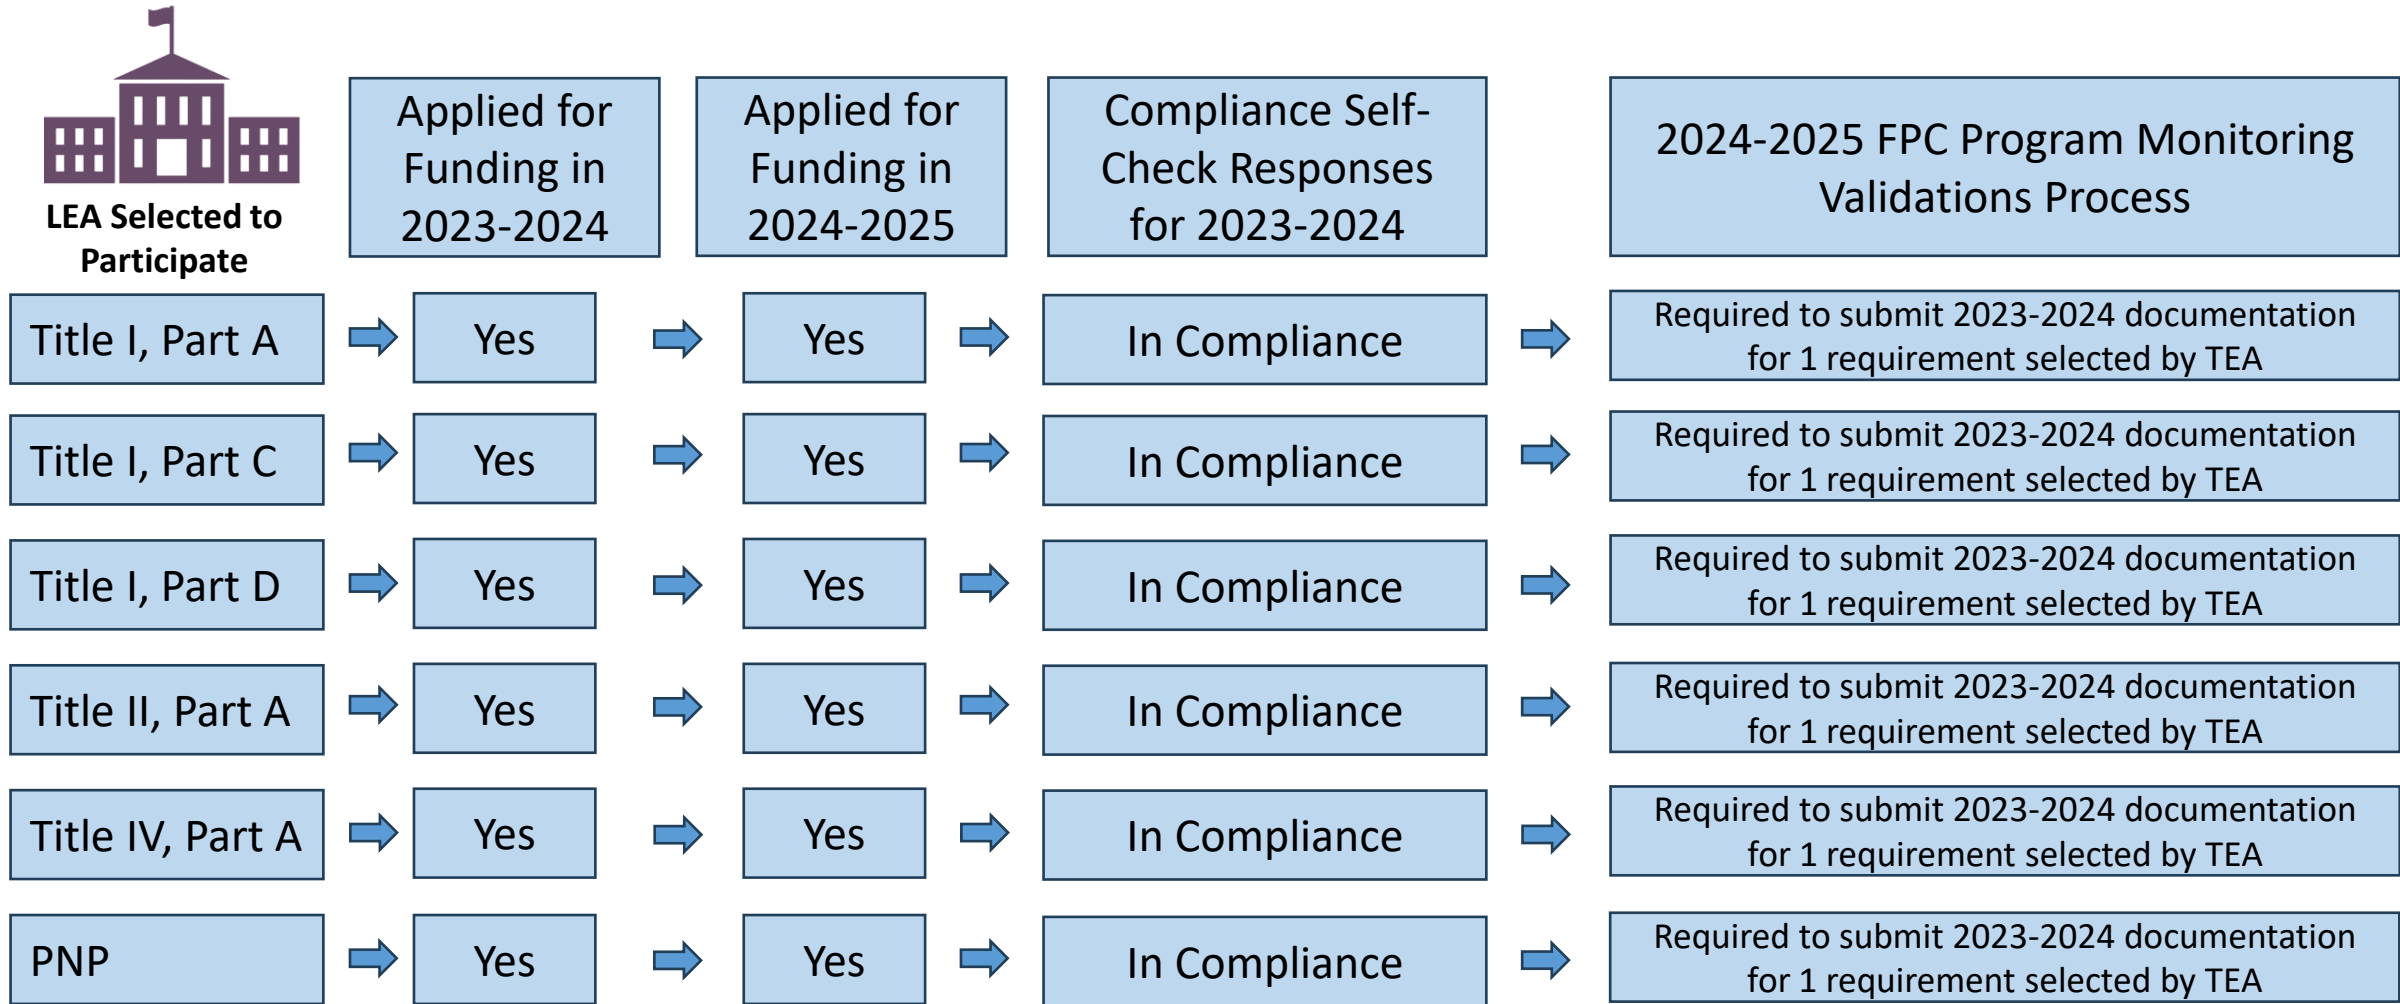 LEA Selected to
Participate
Applied for
Funding in
2023-2024
Applied for
Funding in
2024-2025
Compliance Self-
Check Responses
for 2023-2024
2024-2025 FPC Program Monitoring
Validations Process
Title I, Part A
Yes
Yes
In Compliance
Required to submit 2023-2024 documentation
for 1 requirement selected by TEA
Title I, Part C
Yes
Yes
In Compliance
Required to submit 2023-2024 documentation
for 1 requirement selected by TEA
Title I, Part D
Yes
Yes
In Compliance
Required to submit 2023-2024 documentation
for 1 requirement selected by TEA
Title II, Part A
Yes
Yes
In Compliance
Required to submit 2023-2024 documentation
for 1 requirement selected by TEA
Title IV, Part A
Yes
Yes
In Compliance
Required to submit 2023-2024 documentation
for 1 requirement selected by TEA
PNP
Yes
Yes
In Compliance
Required to submit 2023-2024 documentation
for 1 requirement selected by TEA